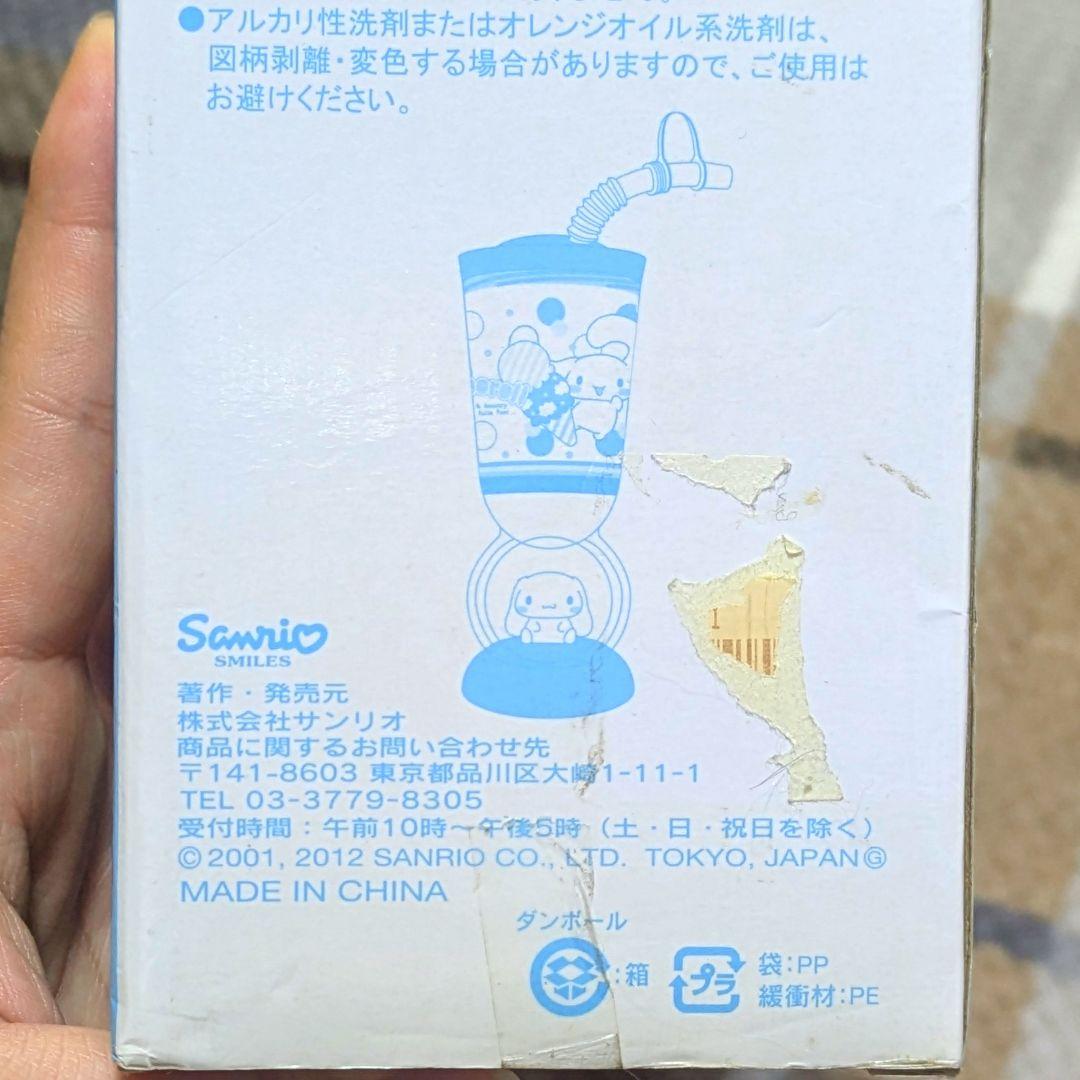 ●アルカリ性洗剤またはオレンジオイル系洗剤は、
図柄剥離・変色する場合がありますので、ご使用は
お避けください。
Sanrio
SMILES
著作・発売元
株式会社サンリオ
商品に関するお問い合わせ先
〒141-8603 東京都品川区大崎1-11-1
TEL 03-3779-8305
受付時間：午前10時～午後5時（土・日・祝日を除く）
©2001, 2012 SANRIO CO., LTD. TOKYO, JAPAN Ⓖ
MADE IN CHINA
ダンボール
:箱
プラ
袋:PP
緩衝材:PE